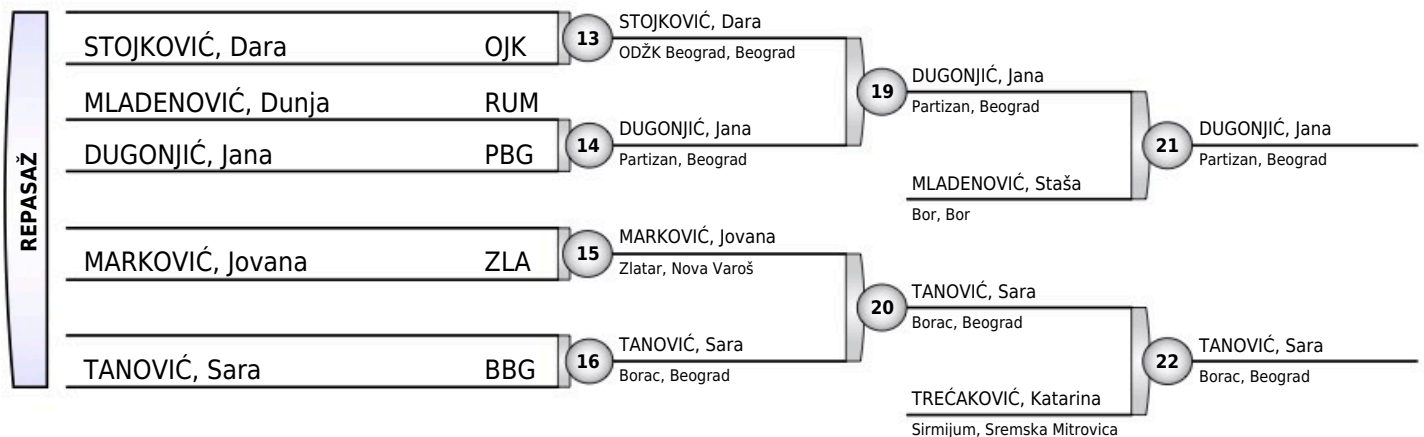 REPASAŽ
STOJKOVIĆ, Dara OJK
MLADENOVIĆ, Dunja RUM
DUGONJIĆ, Jana PBG
MARKOVIĆ, Jovana ZLA
TANOVIĆ, Sara BBG
13
STOJKOVIĆ, Dara
ODŽK Beograd, Beograd
14
DUGONJIĆ, Jana
Partizan, Beograd
15
MARKOVIĆ, Jovana
Zlatar, Nova Varoš
16
TANOVIĆ, Sara
Borac, Beograd
19
DUGONJIĆ, Jana
Partizan, Beograd
MLADENOVIĆ, Staša
Bor, Bor
20
TANOVIĆ, Sara
Borac, Beograd
TREĆAKOVIĆ, Katarina
Sirmijum, Sremska Mitrovica
21
DUGONJIĆ, Jana
Partizan, Beograd
22
TANOVIĆ, Sara
Borac, Beograd